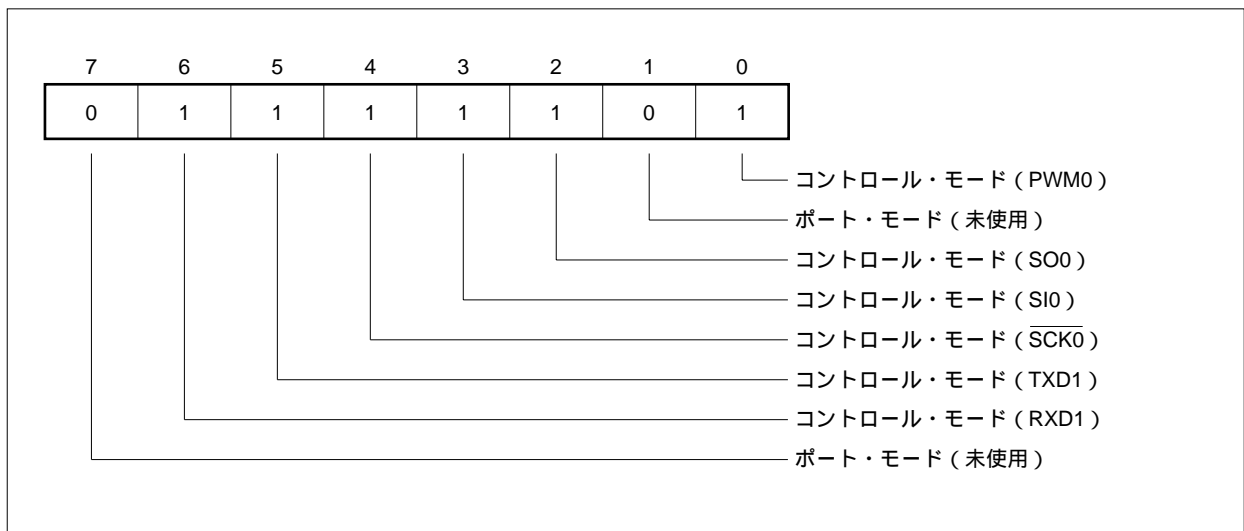 7 6 5 4 3 2 1 0
0 1 1 1 1 1 0 1
コントロール・モード(PWM0)
ポート・モード(未使用)
コントロール・モード(SO0)
コントロール・モード(SI0)
コントロール・モード(S̅C̅K̅0̅)
コントロール・モード(TXD1)
コントロール・モード(RXD1)
ポート・モード(未使用)